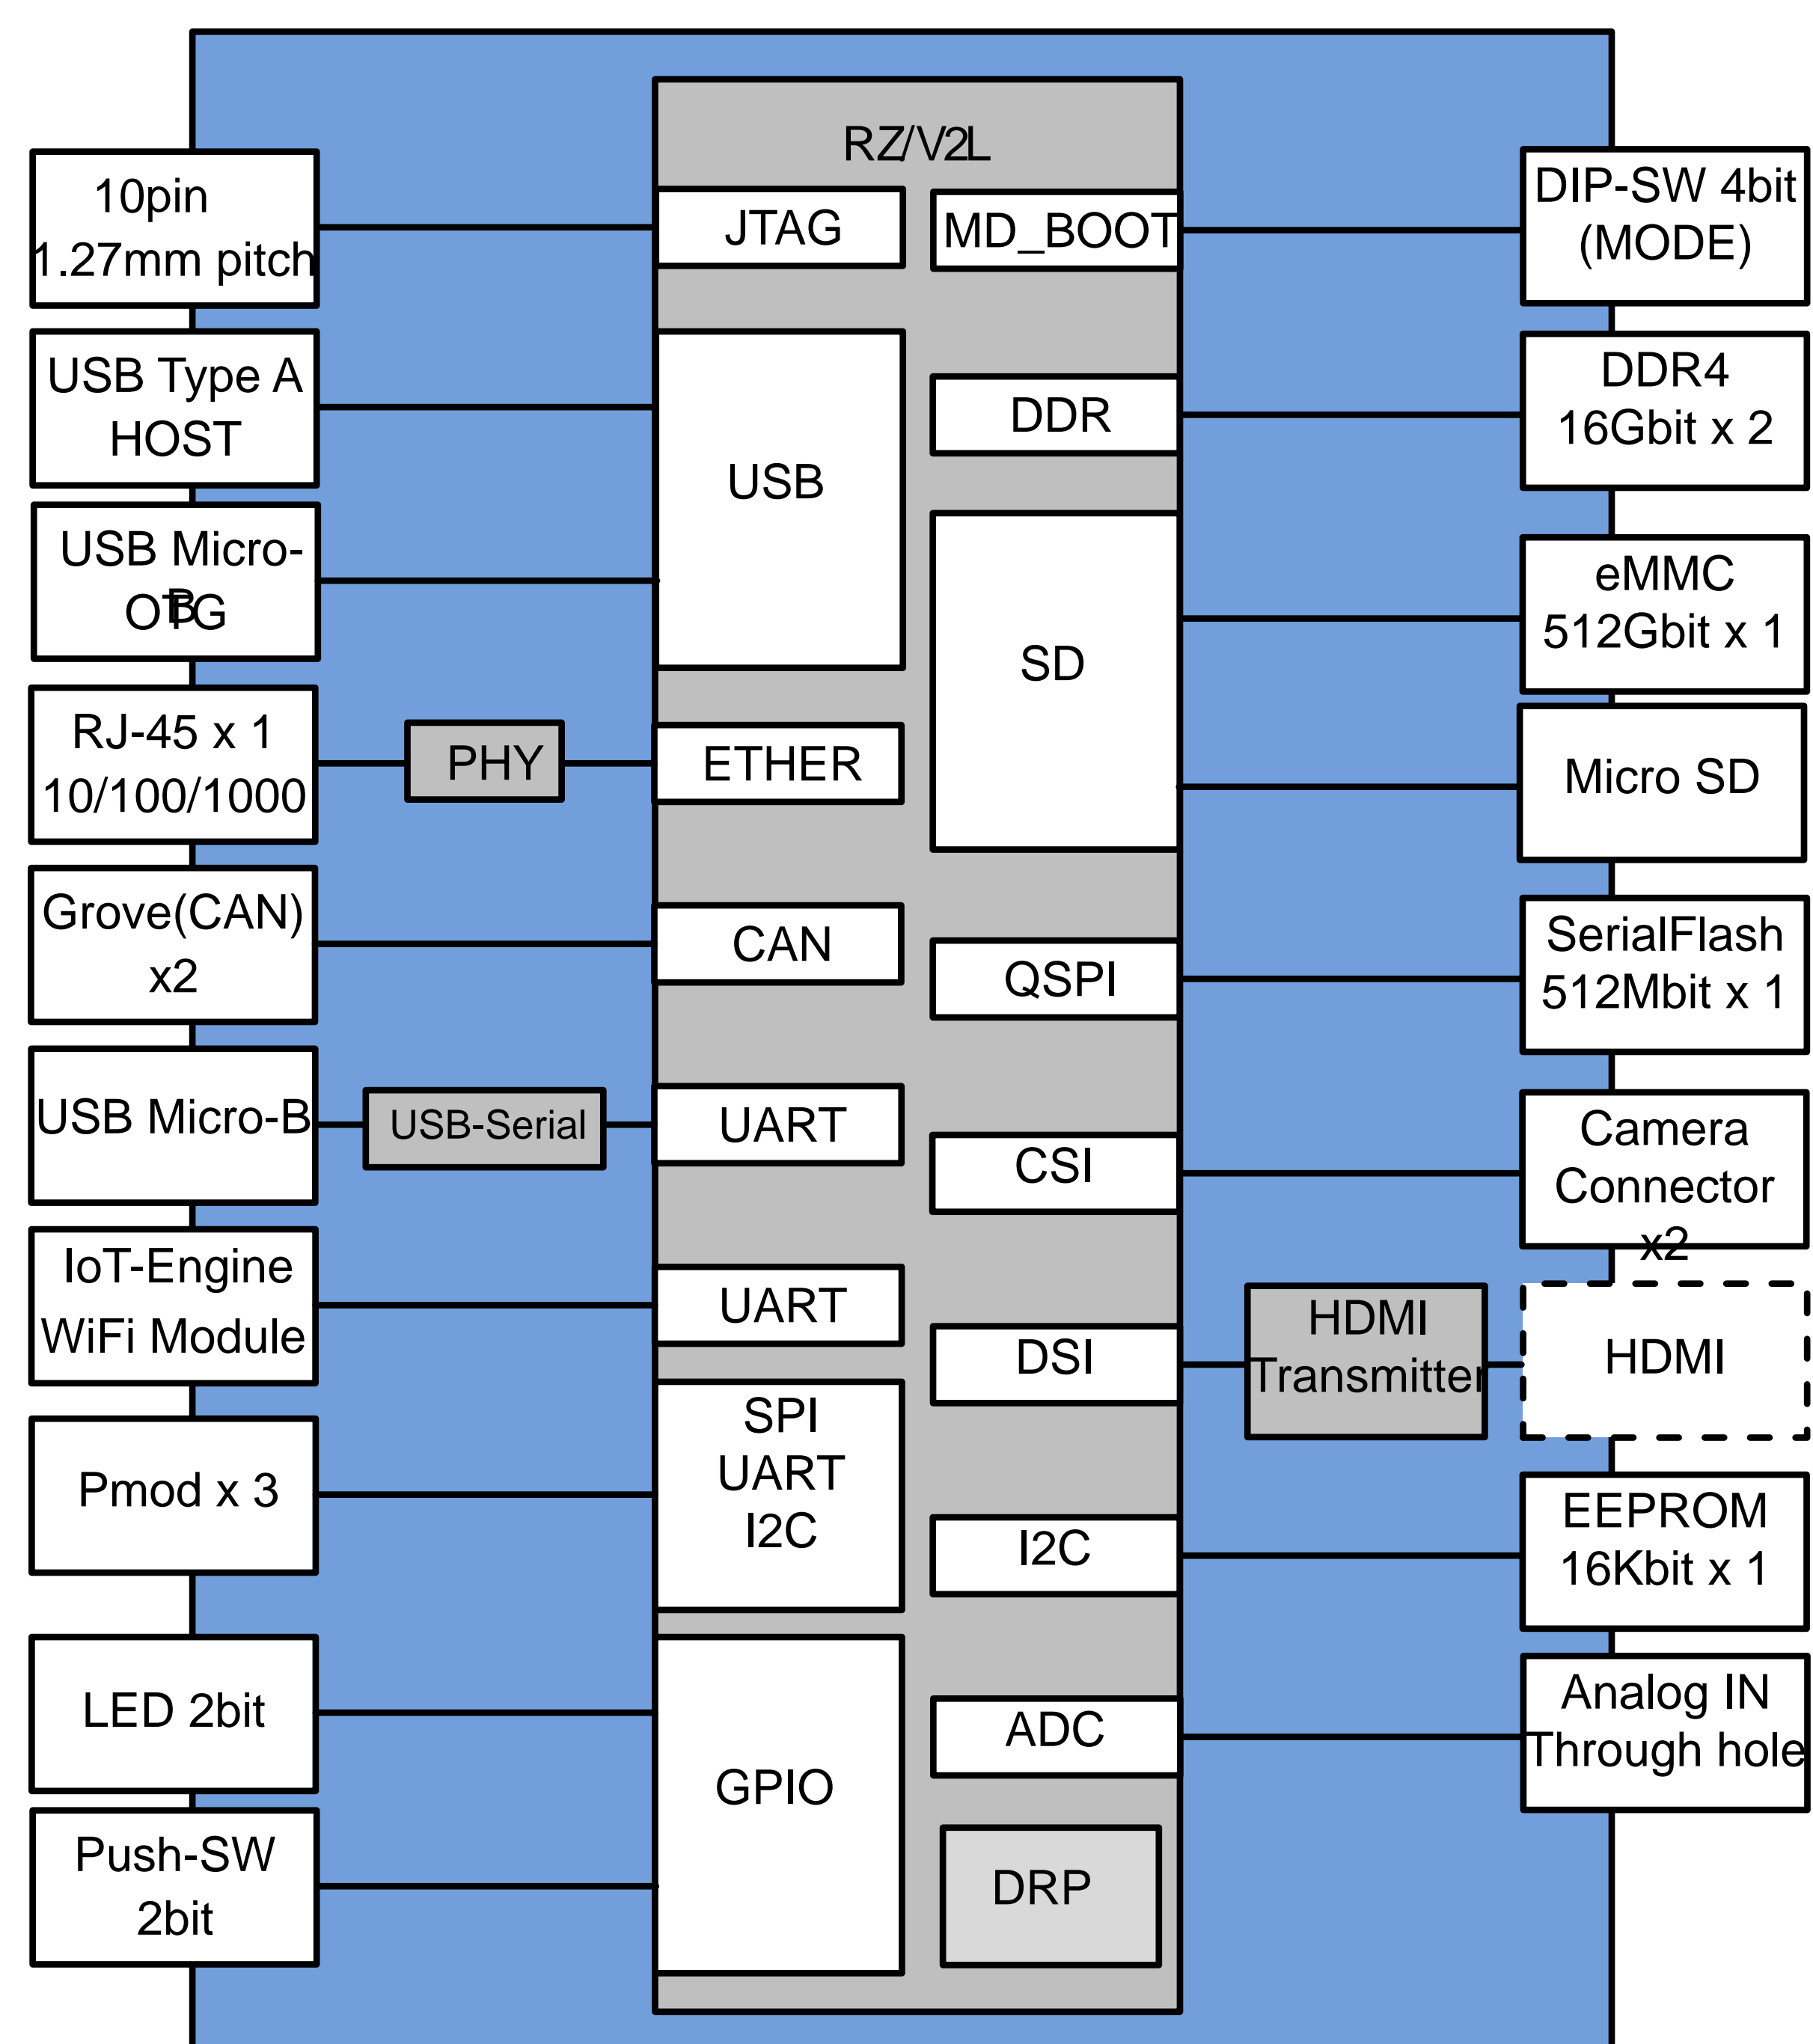 RZ/V2L
10pin
1.27mm pitch
JTAG
MD_BOOT
DIP-SW 4bit
(MODE)
USB Type A
HOST
USB
DDR
DDR4
16Gbit x 2
USB Micro-
B
OTG
SD
eMMC
512Gbit x 1
RJ-45 x 1
10/100/1000
PHY
ETHER
Micro SD
Grove(CAN)
x2
CAN
QSPI
SerialFlash
512Mbit x 1
USB Micro-B
USB-Serial
UART
CSI
Camera
Connector
x2
IoT-Engine
WiFi Module
UART
DSI
HDMI
Transmitter
HDMI
Pmod x 3
SPI
UART
I2C
I2C
EEPROM
16Kbit x 1
LED 2bit
GPIO
ADC
Analog IN
Through hole
Push-SW
2bit
DRP